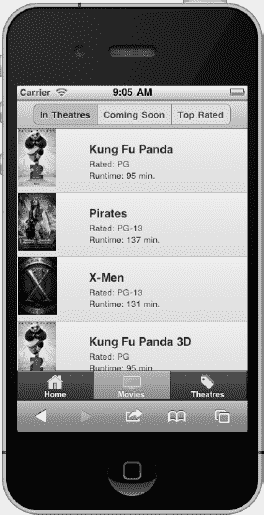 Carrier 9:05 AM
In Theatres Coming Soon Top Rated
Kung Fu Panda
Rated: PG
Runtime: 95 min.
Pirates
Rated: PG-13
Runtime: 137 min.
X-Men
Rated: PG-13
Runtime: 131 min.
Kung Fu Panda 3D
Rated: PG
Runtime: 95 min.
Home Movies Theatres